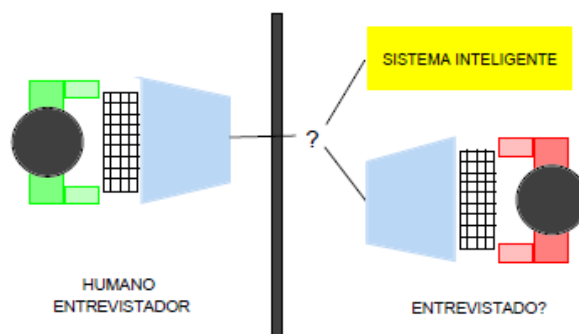 SISTEMA INTELIGENTE
?
HUMANO
ENTREVISTADOR
ENTREVISTADO?